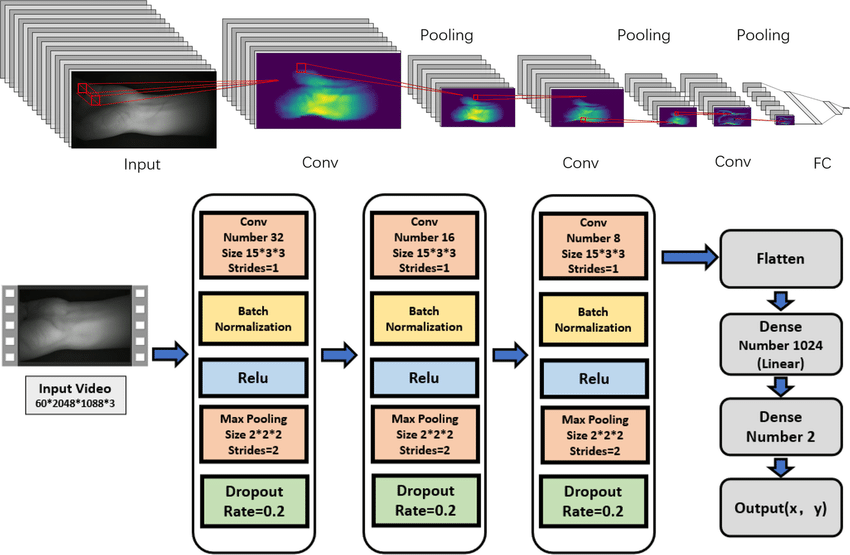 Pooling
Pooling
Pooling
Input
Conv
Conv
Conv
FC
Input Video
60*2048*1088*3
Conv
Number 32
Size 15*3*3
Strides=1
Batch
Normalization
Relu
Max Pooling
Size 2*2*2
Strides=2
Dropout
Rate=0.2
Conv
Number 16
Size 15*3*3
Strides=1
Batch
Normalization
Relu
Max Pooling
Size 2*2*2
Strides=2
Dropout
Rate=0.2
Conv
Number 8
Size 15*3*3
Strides=1
Batch
Normalization
Relu
Max Pooling
Size 2*2*2
Strides=2
Dropout
Rate=0.2
Flatten
Dense
Number 1024
(Linear)
Dense
Number 2
Output(x，y)